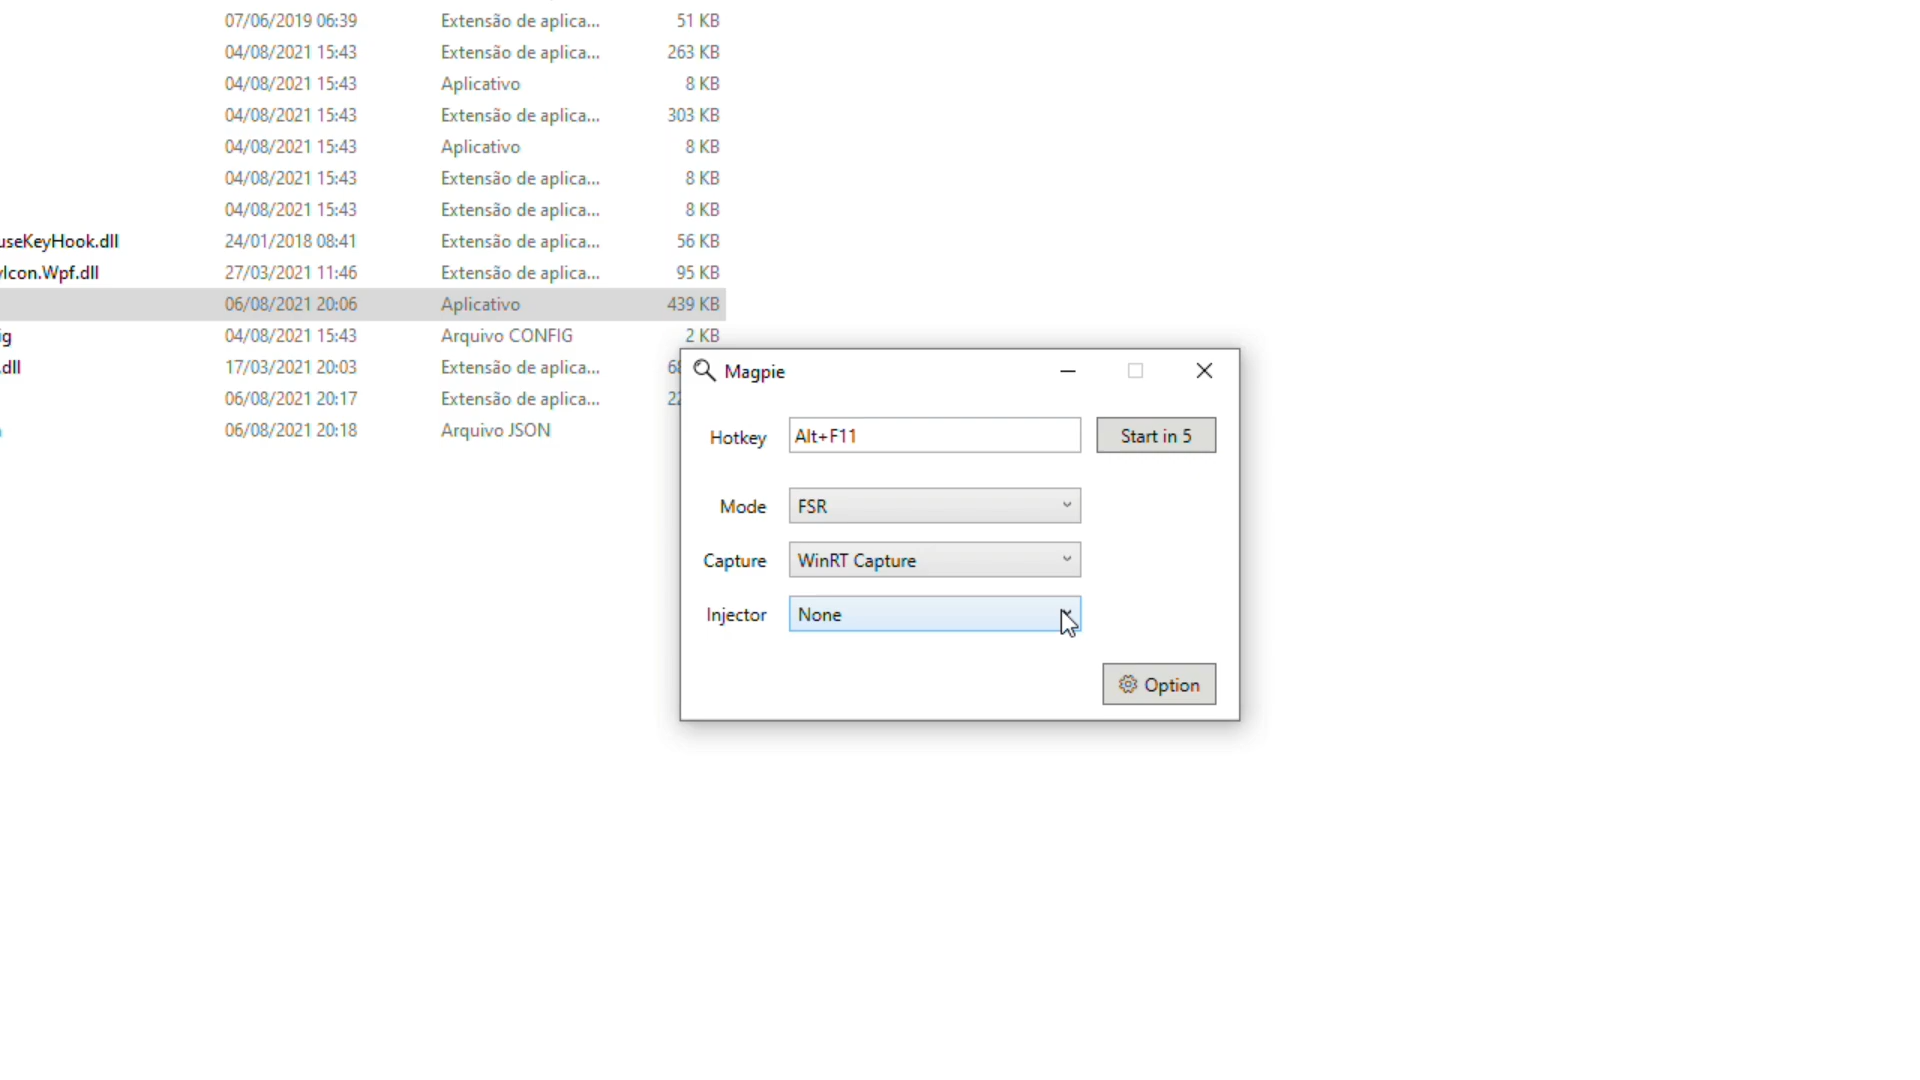 07/06/2019 06:39 Extensão de aplica... 51 KB
04/08/2021 15:43 Extensão de aplica... 263 KB
04/08/2021 15:43 Aplicativo 8 KB
04/08/2021 15:43 Extensão de aplica... 303 KB
04/08/2021 15:43 Aplicativo 8 KB
04/08/2021 15:43 Extensão de aplica... 8 KB
04/08/2021 15:43 Extensão de aplica... 8 KB
useKeyHook.dll 24/01/2018 08:41 Extensão de aplica... 56 KB
yIcon.Wpf.dll 27/03/2021 11:46 Extensão de aplica... 95 KB
06/08/2021 20:06 Aplicativo 439 KB
ig 04/08/2021 15:43 Arquivo CONFIG 2 KB
.dll 17/03/2021 20:03 Extensão de aplica...
06/08/2021 20:17 Extensão de aplica... 22
06/08/2021 20:18 Arquivo JSON
Magpie
Hotkey Alt+F11 Start in 5
Mode FSR
Capture WinRT Capture
Injector None
Option